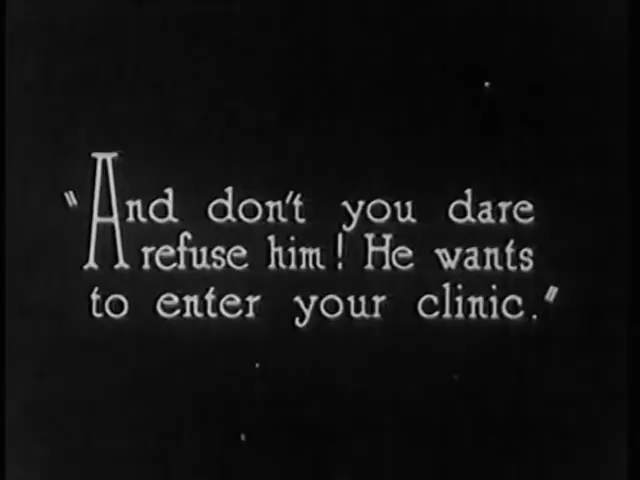 "And don't you dare
refuse him! He wants
to enter your clinic."